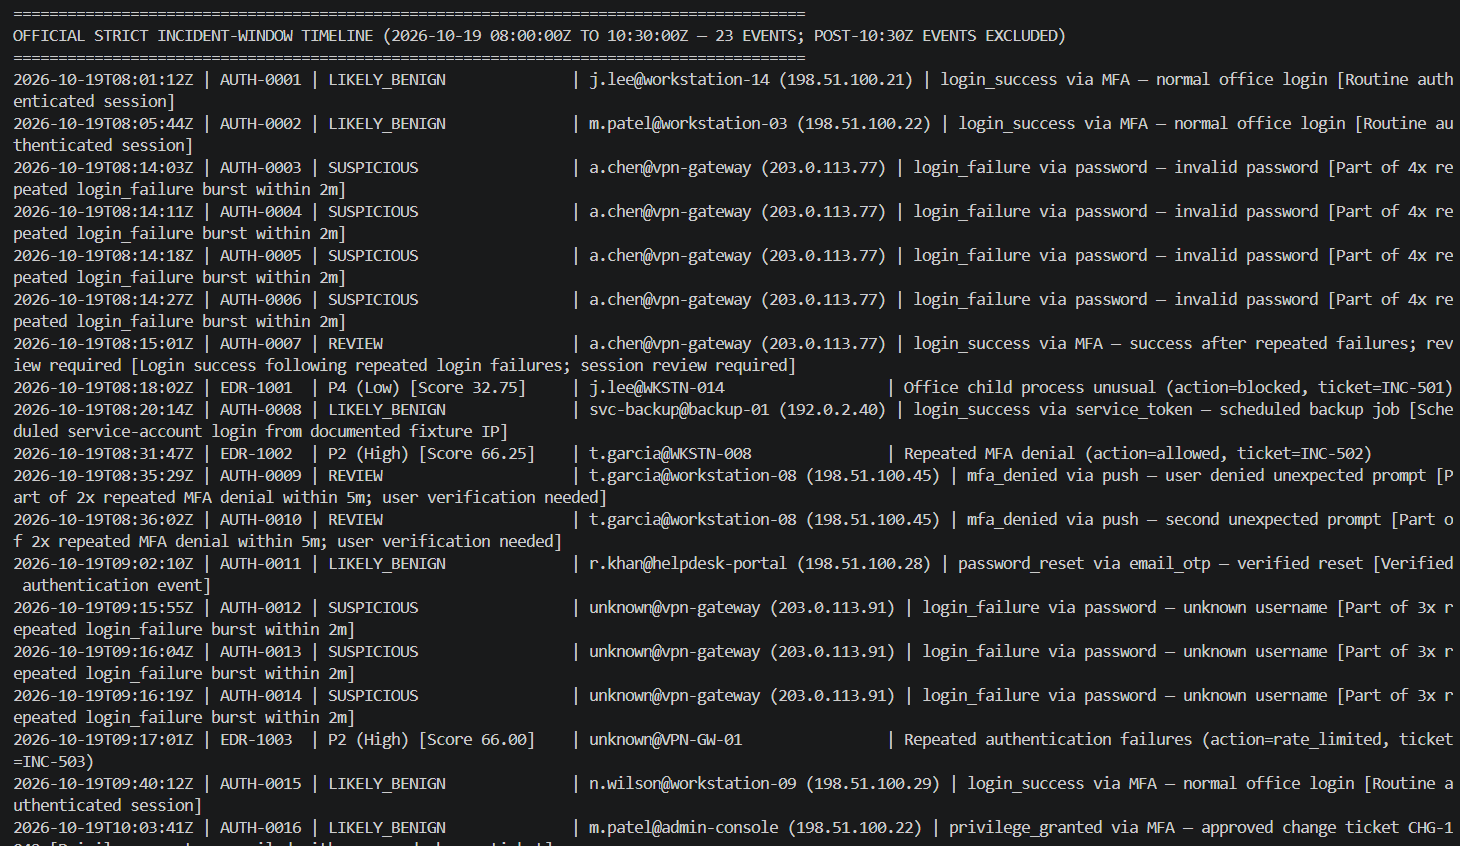 ========================================================================================
OFFICIAL STRICT INCIDENT-WINDOW TIMELINE (2026-10-19 08:00:00Z TO 10:30:00Z — 23 EVENTS; POST-10:30Z EVENTS EXCLUDED)
========================================================================================
2026-10-19T08:01:12Z | AUTH-0001 | LIKELY_BENIGN              | j.lee@workstation-14 (198.51.100.21) | login_success via MFA — normal office login [Routine auth
enticated session]
2026-10-19T08:05:44Z | AUTH-0002 | LIKELY_BENIGN              | m.patel@workstation-03 (198.51.100.22) | login_success via MFA — normal office login [Routine au
thenticated session]
2026-10-19T08:14:03Z | AUTH-0003 | SUSPICIOUS                 | a.chen@vpn-gateway (203.0.113.77) | login_failure via password — invalid password [Part of 4x re
peated login_failure burst within 2m]
2026-10-19T08:14:11Z | AUTH-0004 | SUSPICIOUS                 | a.chen@vpn-gateway (203.0.113.77) | login_failure via password — invalid password [Part of 4x re
peated login_failure burst within 2m]
2026-10-19T08:14:18Z | AUTH-0005 | SUSPICIOUS                 | a.chen@vpn-gateway (203.0.113.77) | login_failure via password — invalid password [Part of 4x re
peated login_failure burst within 2m]
2026-10-19T08:14:27Z | AUTH-0006 | SUSPICIOUS                 | a.chen@vpn-gateway (203.0.113.77) | login_failure via password — invalid password [Part of 4x re
peated login_failure burst within 2m]
2026-10-19T08:15:01Z | AUTH-0007 | REVIEW                     | a.chen@vpn-gateway (203.0.113.77) | login_success via MFA — success after repeated failures; rev
iew required [Login success following repeated login failures; session review required]
2026-10-19T08:18:02Z | EDR-1001  | P4 (Low) [Score 32.75]     | j.lee@WKSTN-014                  | Office child process unusual (action=blocked, ticket=INC-501)
2026-10-19T08:20:14Z | AUTH-0008 | LIKELY_BENIGN              | svc-backup@backup-01 (192.0.2.40) | login_success via service_token — scheduled backup job [Sche
duled service-account login from documented fixture IP]
2026-10-19T08:31:47Z | EDR-1002  | P2 (High) [Score 66.25]    | t.garcia@WKSTN-008               | Repeated MFA denial (action=allowed, ticket=INC-502)
2026-10-19T08:35:29Z | AUTH-0009 | REVIEW                     | t.garcia@workstation-08 (198.51.100.45) | mfa_denied via push — user denied unexpected prompt [P
art of 2x repeated MFA denial within 5m; user verification needed]
2026-10-19T08:36:02Z | AUTH-0010 | REVIEW                     | t.garcia@workstation-08 (198.51.100.45) | mfa_denied via push — second unexpected prompt [Part o
f 2x repeated MFA denial within 5m; user verification needed]
2026-10-19T09:02:10Z | AUTH-0011 | LIKELY_BENIGN              | r.khan@helpdesk-portal (198.51.100.28) | password_reset via email_otp — verified reset [Verified
 authentication event]
2026-10-19T09:15:55Z | AUTH-0012 | SUSPICIOUS                 | unknown@vpn-gateway (203.0.113.91) | login_failure via password — unknown username [Part of 3x r
epeated login_failure burst within 2m]
2026-10-19T09:16:04Z | AUTH-0013 | SUSPICIOUS                 | unknown@vpn-gateway (203.0.113.91) | login_failure via password — unknown username [Part of 3x r
epeated login_failure burst within 2m]
2026-10-19T09:16:19Z | AUTH-0014 | SUSPICIOUS                 | unknown@vpn-gateway (203.0.113.91) | login_failure via password — unknown username [Part of 3x r
epeated login_failure burst within 2m]
2026-10-19T09:17:01Z | EDR-1003  | P2 (High) [Score 66.00]    | unknown@VPN-GW-01                | Repeated authentication failures (action=rate_limited, ticket
=INC-503)
2026-10-19T09:40:12Z | AUTH-0015 | LIKELY_BENIGN              | n.wilson@workstation-09 (198.51.100.29) | login_success via MFA — normal office login [Routine a
uthenticated session]
2026-10-19T10:03:41Z | AUTH-0016 | LIKELY_BENIGN              | m.patel@admin-console (198.51.100.22) | privilege_granted via MFA — approved change ticket CHG-1